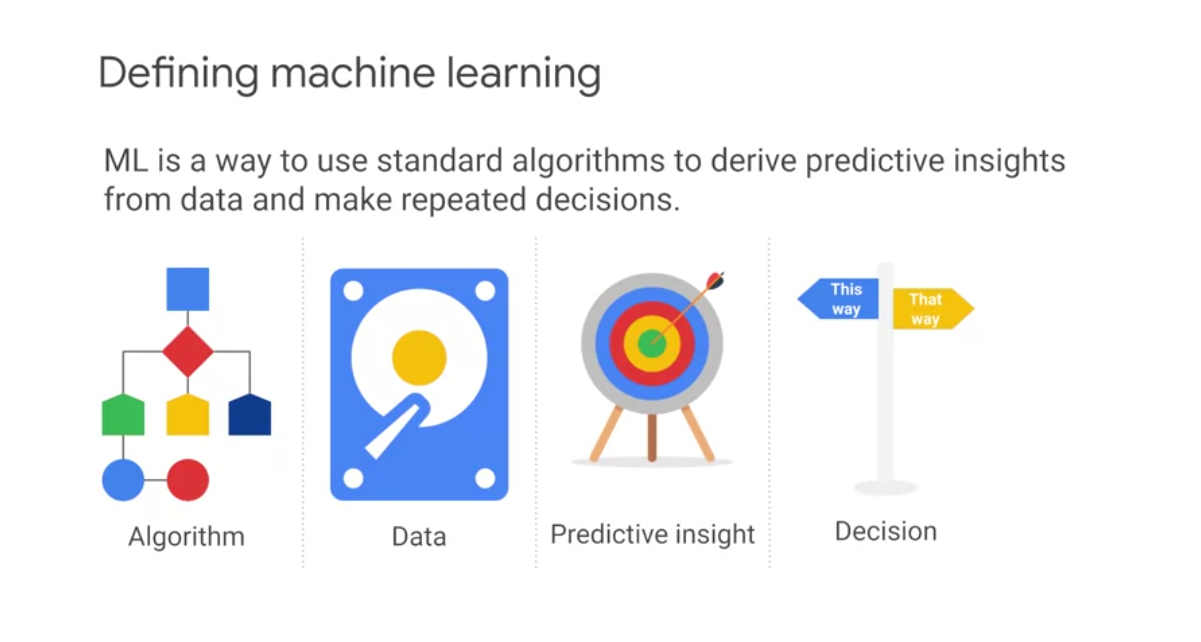 Defining machine learning
ML is a way to use standard algorithms to derive predictive insights
from data and make repeated decisions.
This
way
That
way
Algorithm
Data
Predictive insight
Decision